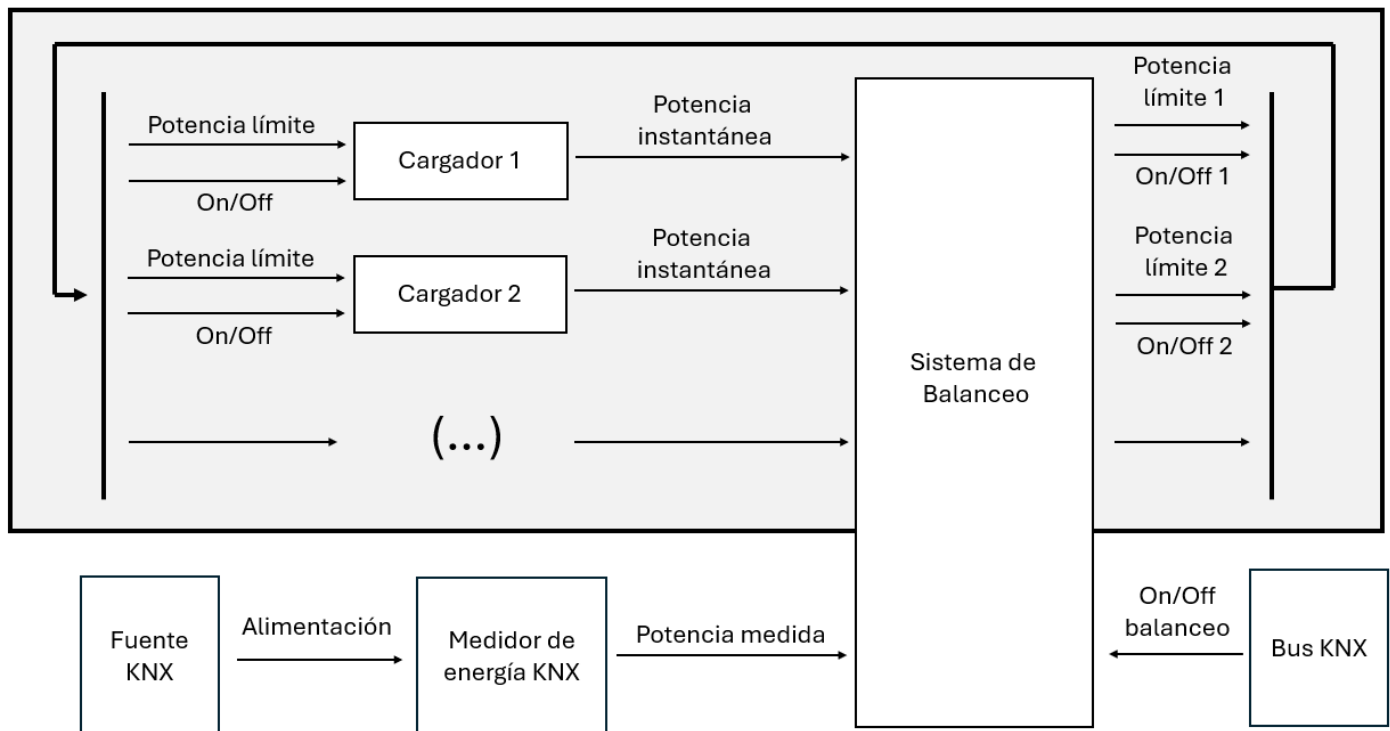 Potencia límite
On/Off
Cargador 1
Potencia
instantánea
Potencia
límite 1
On/Off 1
Potencia límite
On/Off
Cargador 2
Potencia
instantánea
Potencia
límite 2
On/Off 2
(...)
Sistema de
Balanceo
Fuente
KNX
Alimentación
Medidor de
energía KNX
Potencia medida
On/Off
balanceo
Bus KNX